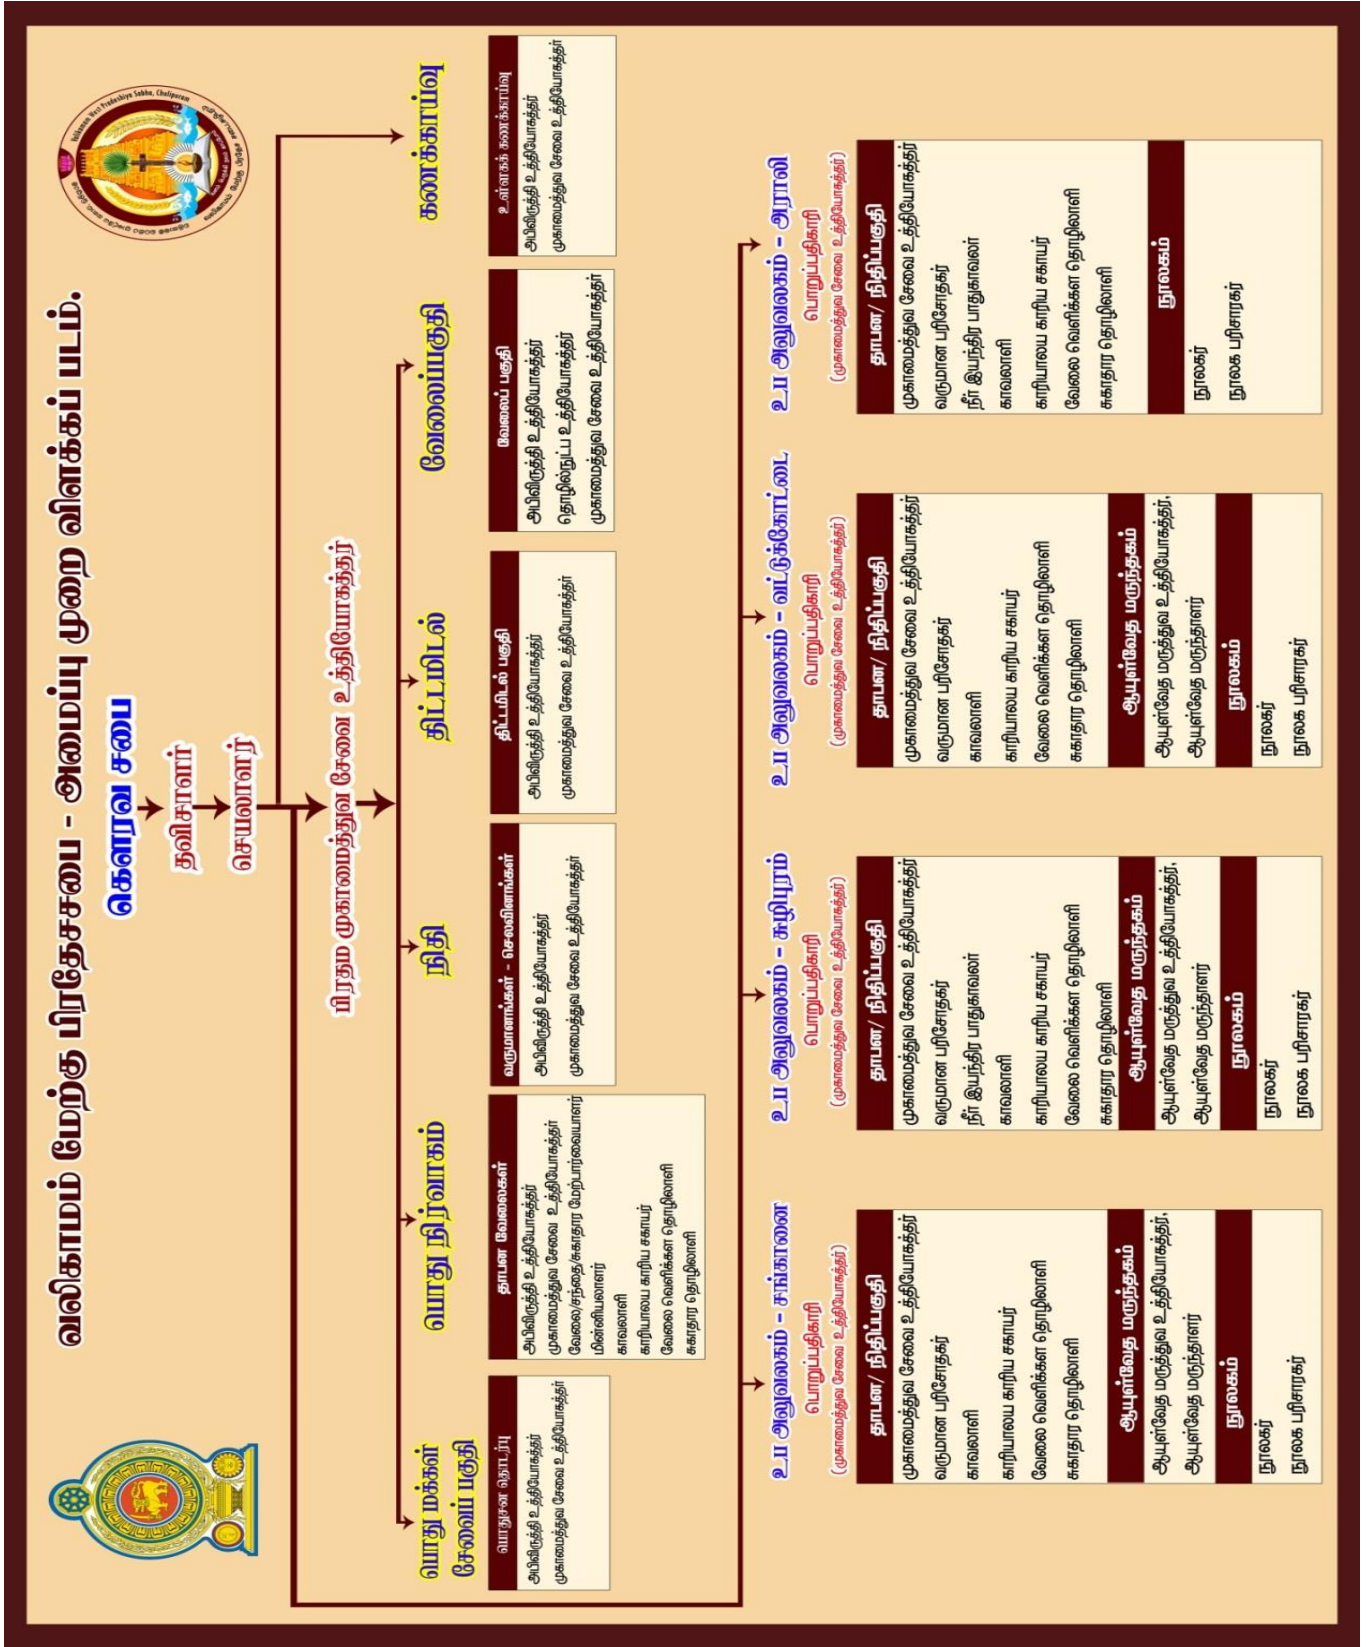 வலிகாமம் மேற்கு பிரதேசசபை - அமைப்பு முறை விளக்கப் படம்.
Valikamam West Pradeshiya Sabha, Chulipuram
கௌரவ சபை
தவிசாளர்
செயலாளர்
பிரதம முகாமைத்துவ சேவை உத்தியோகத்தர்
பொது மக்கள்
சேவைப் பகுதி
பொதுசன தொடர்பு
அபிவிருத்தி உத்தியோகத்தர்
முகாமைத்துவ சேவை உத்தியோகத்தர்
பொது நிர்வாகம்
தாபன வேலைகள்
அபிவிருத்தி உத்தியோகத்தர்
முகாமைத்துவ சேவை உத்தியோகத்தர்
வேலை/சந்தை/சுகாதார மேற்பார்வையாளர்
மின்னியலாளர்
காவலாளி
காரியாலய காரிய சகாயர்
வேலை வெளிக்கள தொழிலாளி
சுகாதார தொழிலாளி
நிதி
வருமானங்கள் - செலவினங்கள்
அபிவிருத்தி உத்தியோகத்தர்
முகாமைத்துவ சேவை உத்தியோகத்தர்
திட்டமிடல்
திட்டமிடல் பகுதி
அபிவிருத்தி உத்தியோகத்தர்
முகாமைத்துவ சேவை உத்தியோகத்தர்
வேலைப்பகுதி
வேலைப் பகுதி
அபிவிருத்தி உத்தியோகத்தர்
தொழில்நுட்ப உத்தியோகத்தர்
முகாமைத்துவ சேவை உத்தியோகத்தர்
கணக்காய்வு
உள்ளகக் கணக்காய்வு
அபிவிருத்தி உத்தியோகத்தர்
முகாமைத்துவ சேவை உத்தியோகத்தர்
உப அலுவலகம் - சங்கானை
பொறுப்பதிகாரி
(முகாமைத்துவ சேவை உத்தியோகத்தர்)
தாபன/ நிதிப்பகுதி
முகாமைத்துவ சேவை உத்தியோகத்தர்
வருமான பரிசோதகர்
காவலாளி
காரியாலய காரிய சகாயர்
வேலை வெளிக்கள தொழிலாளி
சுகாதார தொழிலாளி
ஆயுள்வேத மருந்தகம்
ஆயுள்வேத மருத்துவ உத்தியோகத்தர்,
ஆயுள்வேத மருந்தாளர்
நூலகம்
நூலகர்
நூலக பரிசாரகர்
உப அலுவலகம் - சுழிபுரம்
பொறுப்பதிகாரி
(முகாமைத்துவ சேவை உத்தியோகத்தர்)
தாபன/ நிதிப்பகுதி
முகாமைத்துவ சேவை உத்தியோகத்தர்
வருமான பரிசோதகர்
நீர் இயந்திர பாதுகாவலர்
காவலாளி
காரியாலய காரிய சகாயர்
வேலை வெளிக்கள தொழிலாளி
சுகாதார தொழிலாளி
ஆயுள்வேத மருந்தகம்
ஆயுள்வேத மருத்துவ உத்தியோகத்தர்,
ஆயுள்வேத மருந்தாளர்
நூலகம்
நூலகர்
நூலக பரிசாரகர்
உப அலுவலகம் - வட்டுக்கோட்டை
பொறுப்பதிகாரி
(முகாமைத்துவ சேவை உத்தியோகத்தர்)
தாபன/ நிதிப்பகுதி
முகாமைத்துவ சேவை உத்தியோகத்தர்
வருமான பரிசோதகர்
காவலாளி
காரியாலய காரிய சகாயர்
வேலை வெளிக்கள தொழிலாளி
சுகாதார தொழிலாளி
ஆயுள்வேத மருந்தகம்
ஆயுள்வேத மருத்துவ உத்தியோகத்தர்,
ஆயுள்வேத மருந்தாளர்
நூலகம்
நூலகர்
நூலக பரிசாரகர்
உப அலுவலகம் - அராலி
பொறுப்பதிகாரி
(முகாமைத்துவ சேவை உத்தியோகத்தர்)
தாபன/ நிதிப்பகுதி
முகாமைத்துவ சேவை உத்தியோகத்தர்
வருமான பரிசோதகர்
நீர் இயந்திர பாதுகாவலர்
காவலாளி
காரியாலய காரிய சகாயர்
வேலை வெளிக்கள தொழிலாளி
சுகாதார தொழிலாளி
நூலகம்
நூலகர்
நூலக பரிசாரகர்